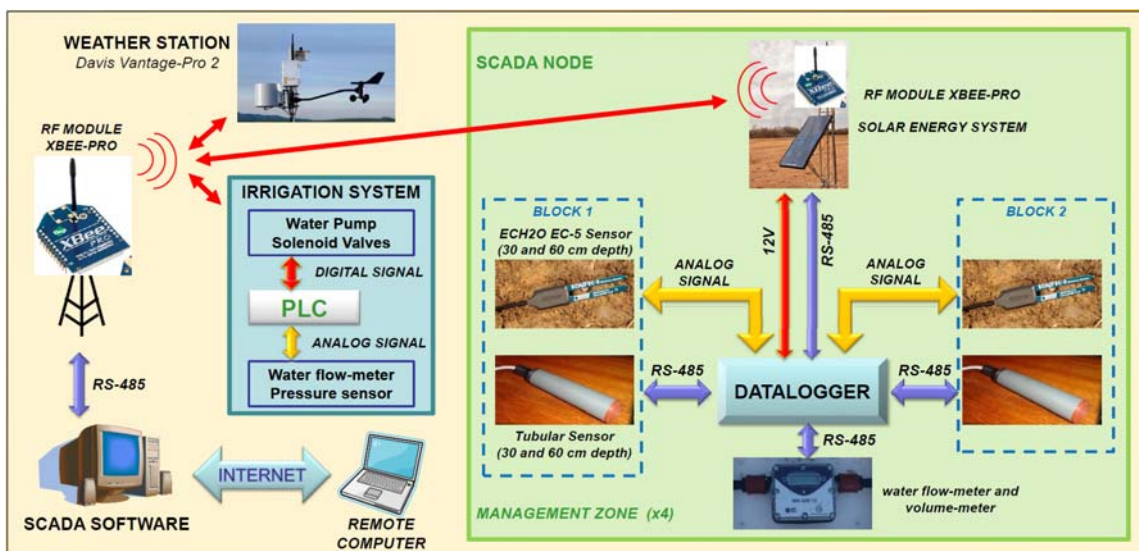 WEATHER STATION
Davis Vantage-Pro 2
RF MODULE
XBEE-PRO
XBee
PRO
IRRIGATION SYSTEM
Water Pump
Solenoid Valves
DIGITAL SIGNAL
PLC
ANALOG SIGNAL
Water flow-meter
Pressure sensor
RS-485
SCADA SOFTWARE
INTERNET
REMOTE
COMPUTER
SCADA NODE
RF MODULE XBEE-PRO
SOLAR ENERGY SYSTEM
12V
RS-485
BLOCK 1
ECH2O EC-5 Sensor
(30 and 60 cm depth)
ANALOG
SIGNAL
RS-485
Tubular Sensor
(30 and 60 cm depth)
DATALOGGER
ANALOG
SIGNAL
BLOCK 2
RS-485
RS-485
water flow-meter and
volume-meter
MANAGEMENT ZONE (x4)